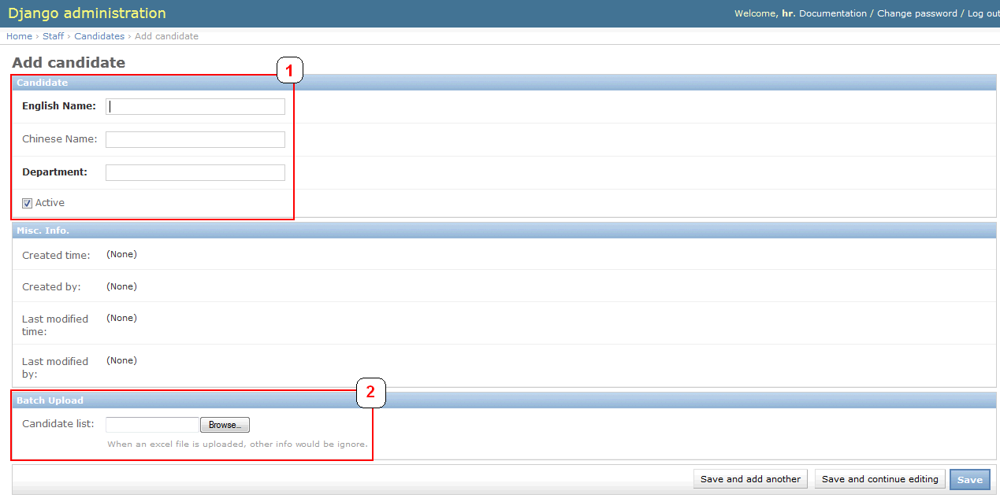 Django administration
Welcome, hr. Documentation / Change password / Log out
Home › Staff › Candidates › Add candidate
Add candidate
1
Candidate
English Name:
Chinese Name:
Department:
Active
Misc. Info.
Created time: (None)
Created by: (None)
Last modified time: (None)
Last modified by: (None)
2
Batch Upload
Candidate list: Browse...
When an excel file is uploaded, other info would be ignore.
Save and add another Save and continue editing Save